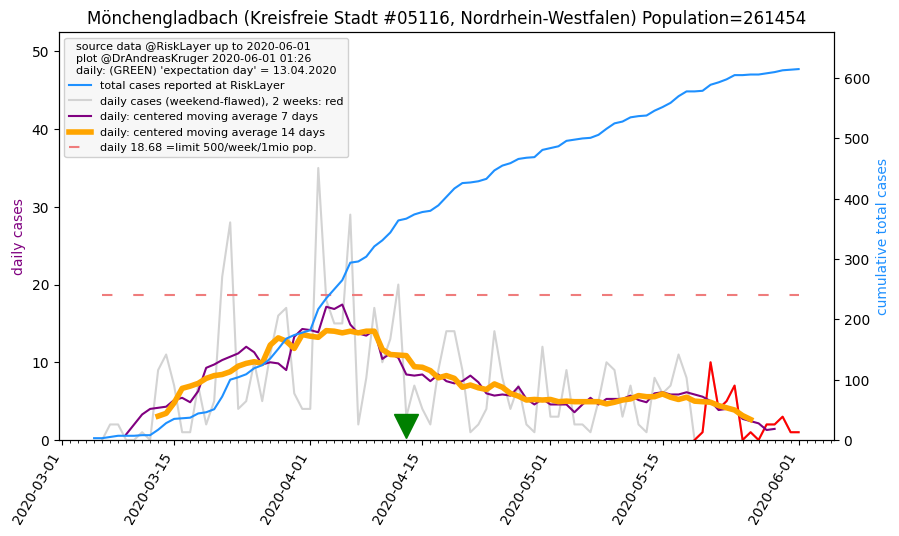 Mönchengladbach (Kreisfreie Stadt #05116, Nordrhein-Westfalen) Population=261454
source data @RiskLayer up to 2020-06-01
plot @DrAndreasKruger 2020-06-01 01:26
daily: (GREEN) 'expectation day' = 13.04.2020
total cases reported at RiskLayer
daily cases (weekend-flawed), 2 weeks: red
daily: centered moving average 7 days
daily: centered moving average 14 days
daily 18.68 =limit 500/week/1mio pop.
daily cases
50
40
30
20
10
0
cumulative total cases
600
500
400
300
200
100
0
2020-03-01
2020-03-15
2020-04-01
2020-04-15
2020-05-01
2020-05-15
2020-06-01